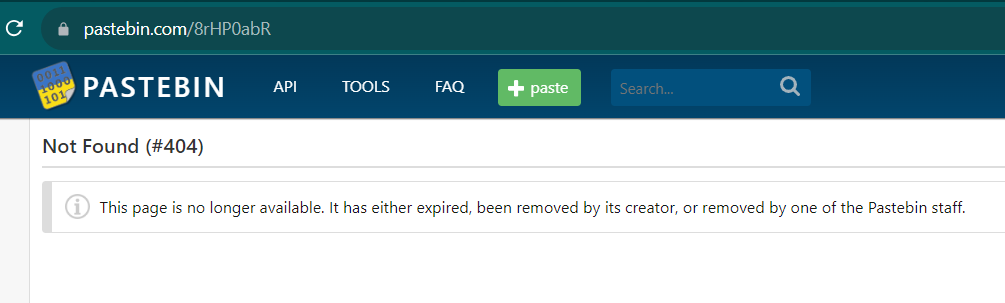 pastebin.com/8rHP0abR
0011
1000
101
PASTEBIN API TOOLS FAQ + paste Search...
Not Found (#404)
This page is no longer available. It has either expired, been removed by its creator, or removed by one of the Pastebin staff.